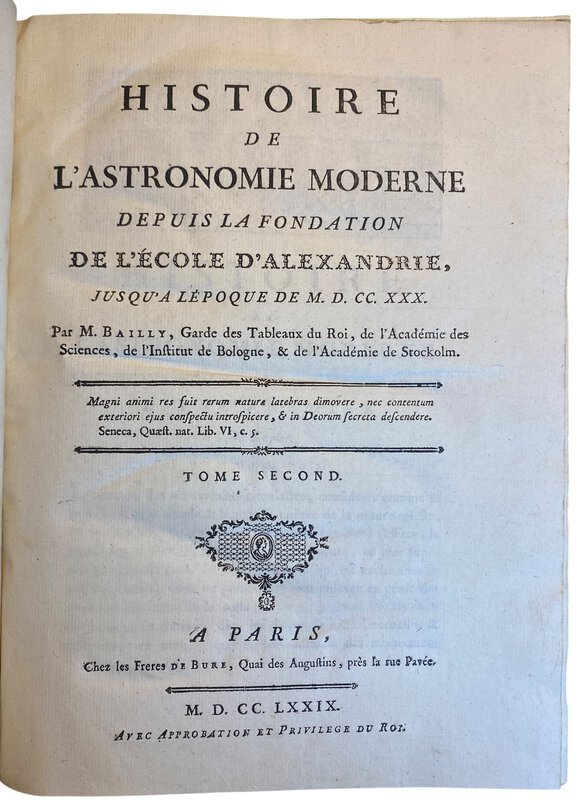 HISTOIRE
DE
L'ASTRONOMIE MODERNE
DEPUIS LA FONDATION
DE L'ÉCOLE D'ALEXANDRIE,
JUSQU'A L'ÉPOQUE DE M. D. CC. XXX.
Par M. BAILLY, Garde des Tableaux du Roi, de l'Académie des
Sciences, de l'Inſtitut de Bologne, & de l'Académie de Stockolm.
Magni animi res fuit rerum naturæ latebras dimovere, nec contentum
exteriori ejus conſpectu introſpicere, & in Deorum ſecreta deſcendere.
Seneca, Quæſt. nat. Lib. VI, c. 5.
TOME SECOND.
A PARIS,
Chez les Freres DE BURE, Quai des Auguſtins, près la rue Pavée.
M. D. CC. LXXIX.
AVEC APPROBATION ET PRIVILEGE DU ROI.